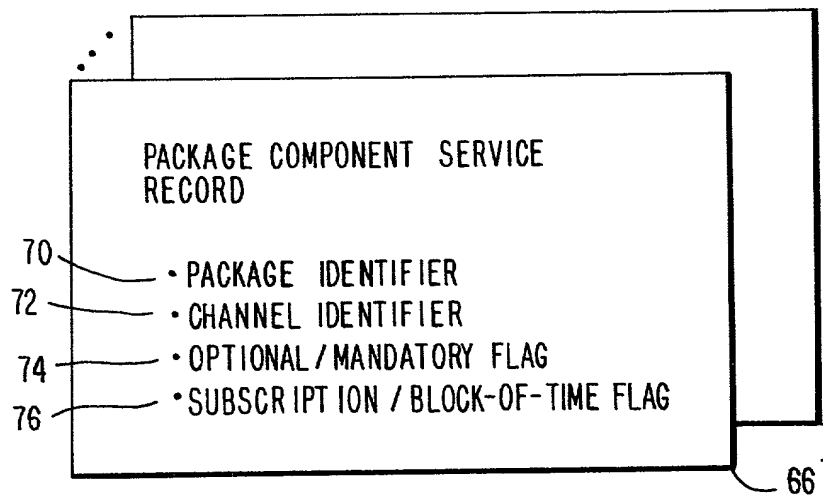 PACKAGE COMPONENT SERVICE
RECORD
70
• PACKAGE IDENTIFIER
72
• CHANNEL IDENTIFIER
74
• OPTIONAL/MANDATORY FLAG
76
• SUBSCRIPTION/BLOCK-OF-TIME FLAG
66